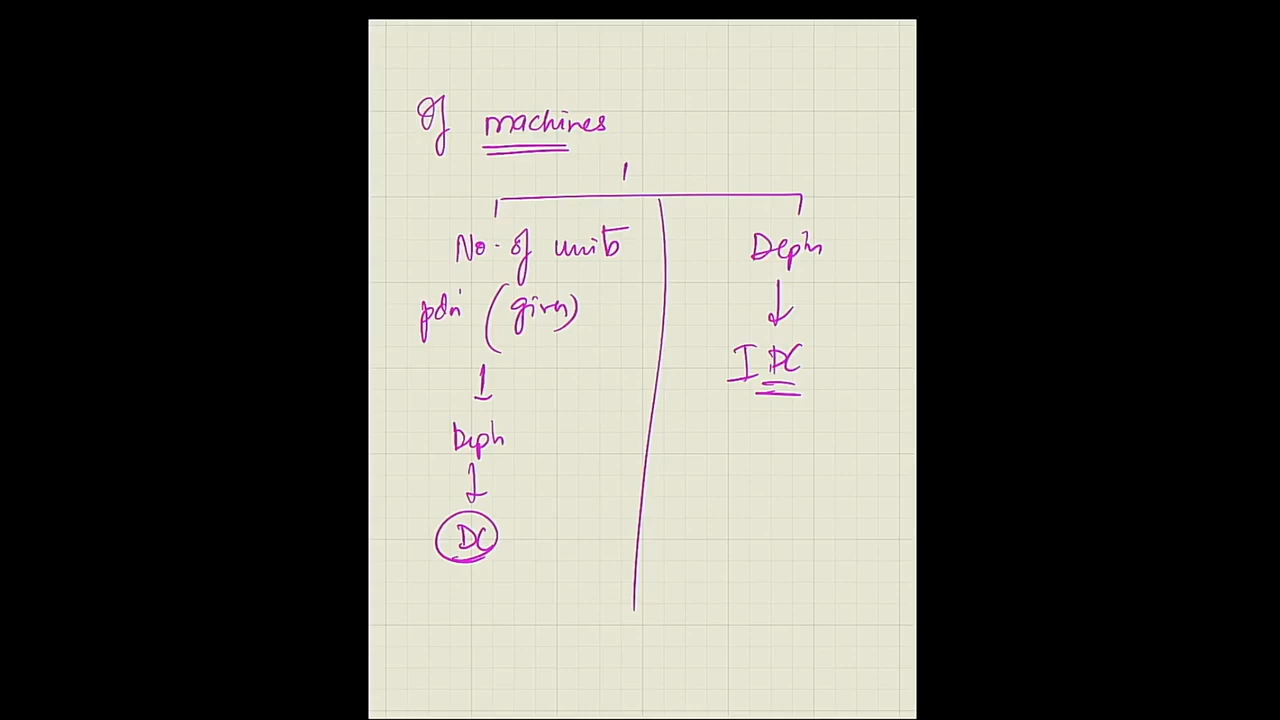 Of machines
No. of units
pdn (given)
Depn
DC
Depn
IDC